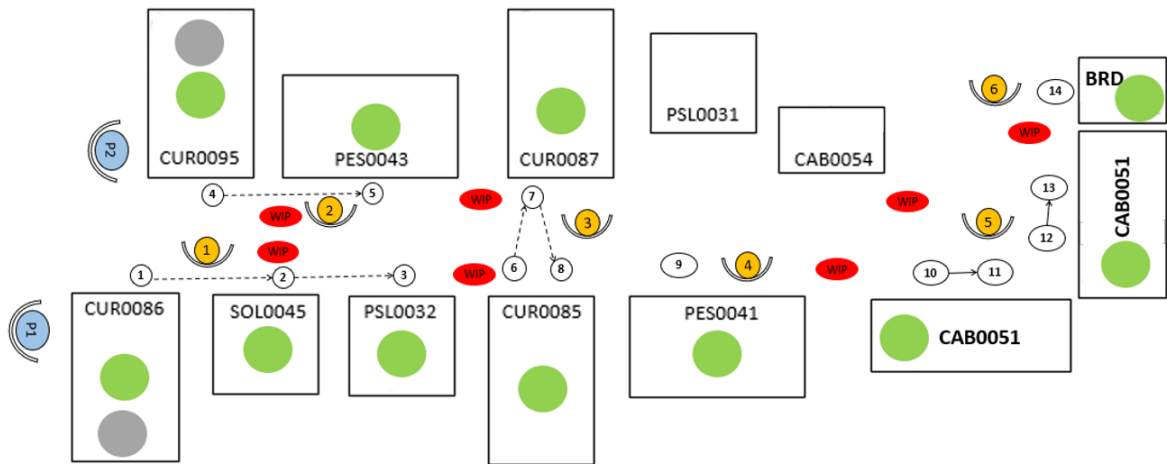 CUR0095
PES0043
CUR0087
PSL0031
CAB0054
BRD
6
14
WIP
P2
4
5
WIP
2
WIP
7
3
WIP
13
CAB0051
5
12
1
WIP
1
2
3
WIP
6
8
9
4
WIP
10
11
P1
CUR0086
SOL0045
PSL0032
CUR0085
PES0041
CAB0051